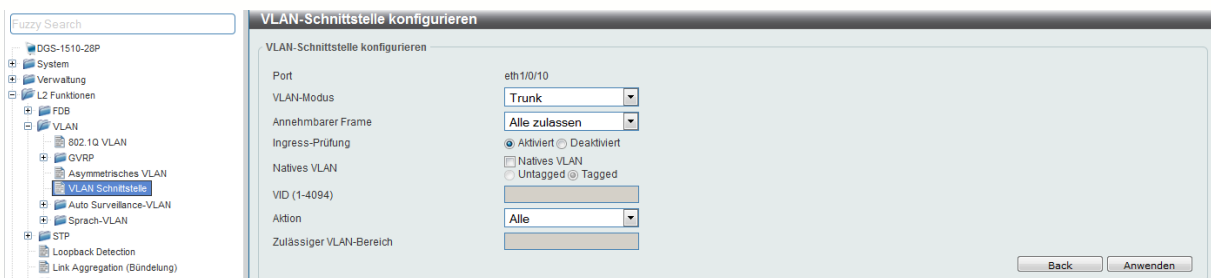 Fuzzy Search
DGS-1510-28P
System
Verwaltung
L2 Funktionen
FDB
VLAN
802.1Q VLAN
GVRP
Asymmetrisches VLAN
VLAN Schnittstelle
Auto Surveillance-VLAN
Sprach-VLAN
STP
Loopback Detection
Link Aggregation (Bündelung)
VLAN-Schnittstelle konfigurieren
VLAN-Schnittstelle konfigurieren
Port eth1/0/10
VLAN-Modus Trunk
Annehmbarer Frame Alle zulassen
Ingress-Prüfung Aktiviert Deaktiviert
Natives VLAN Natives VLAN
Untagged Tagged
VID (1-4094)
Aktion Alle
Zulässiger VLAN-Bereich
Back Anwenden